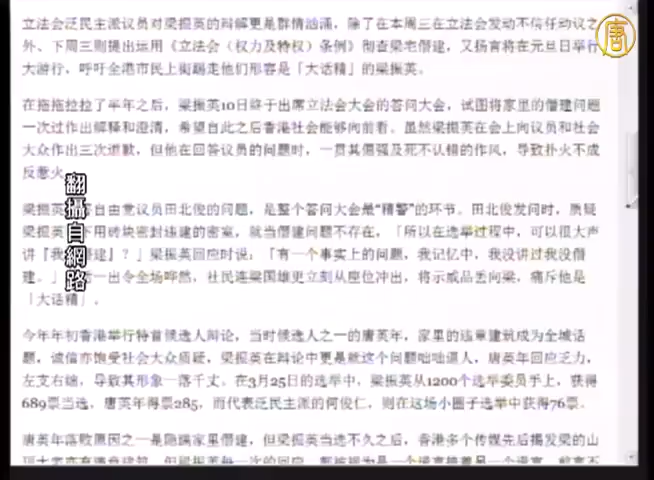 立法会泛民主派议员对梁振英的辩解更是群情汹涌，除了在本周三在立法会发动不信任动议之
外、下周三则提出运用《立法会（权力及特权）条例》彻查梁宅僭建，又扬言将在元旦日举行
大游行，呼吁全港市民上街踢走他们形容是「大话精」的梁振英。
在拖拖拉拉了半年之后，梁振英10日终于出席立法会大会的答问大会，试图将家里的僭建问题
一次过作出解释和澄清，希望自此之后香港社会能够向前看。虽然梁振英在会上向议员和社会
大众作出三次道歉，但他在回答议员的问题时，一贯其倔强及死不认错的作风，导致扑火不成
反惹火
梁振英 自由党议员田北俊的问题，是整个答问大会最“精警”的环节。田北俊发问时，质疑
梁振英 下用砖块密封违建的密室，就当僭建问题不存在，「所以在选举过程中，可以很大声
讲『我 建』？」梁振英回应时说：「有一个事实上的问题，我记忆中，我没讲过我没僭
建。」 一出令全场哗然，社民连梁国雄更立刻从座位冲出，将示威品丢向梁，痛斥他是
「大话精」。
今年年初香港举行特首候选人辩论，当时候选人之一的唐英年，家里的违章建筑成为全城话
题，诚信亦饱受社会大众质疑，梁振英在辩论中更是就这个问题咄咄逼人，唐英年回应乏力，
左支右绌，导致其形象一落千丈。在3月25日的选举中，梁振英从1200个选举委员手上，获得
689票当选，唐英年得票285，而代表泛民主派的何俊仁，则在这场小圈子选举中获得76票。
唐英年落败原因之一是隐瞒家里僭建，但梁振英当选不久之后，香港多个传媒先后揭发梁的山
翻攝自網路
唐